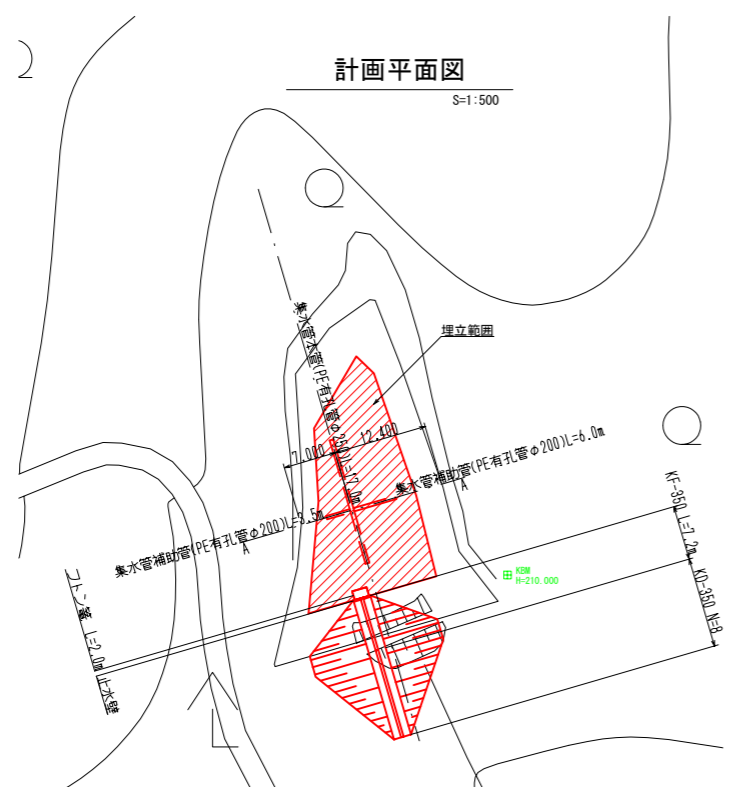 計画平面図
S=1:500
集水管本管(PE有孔管φ250)L=17.0m
埋立範囲
7.000
12.400
集水管補助管(PE有孔管φ200)L=6.0m
A
集水管補助管(PE有孔管φ200)L=3.5m
A
KF-350 L=7.2m
KD-350 N=8
KBM
H=210.000
フトン篭 L=2.0m
止水壁